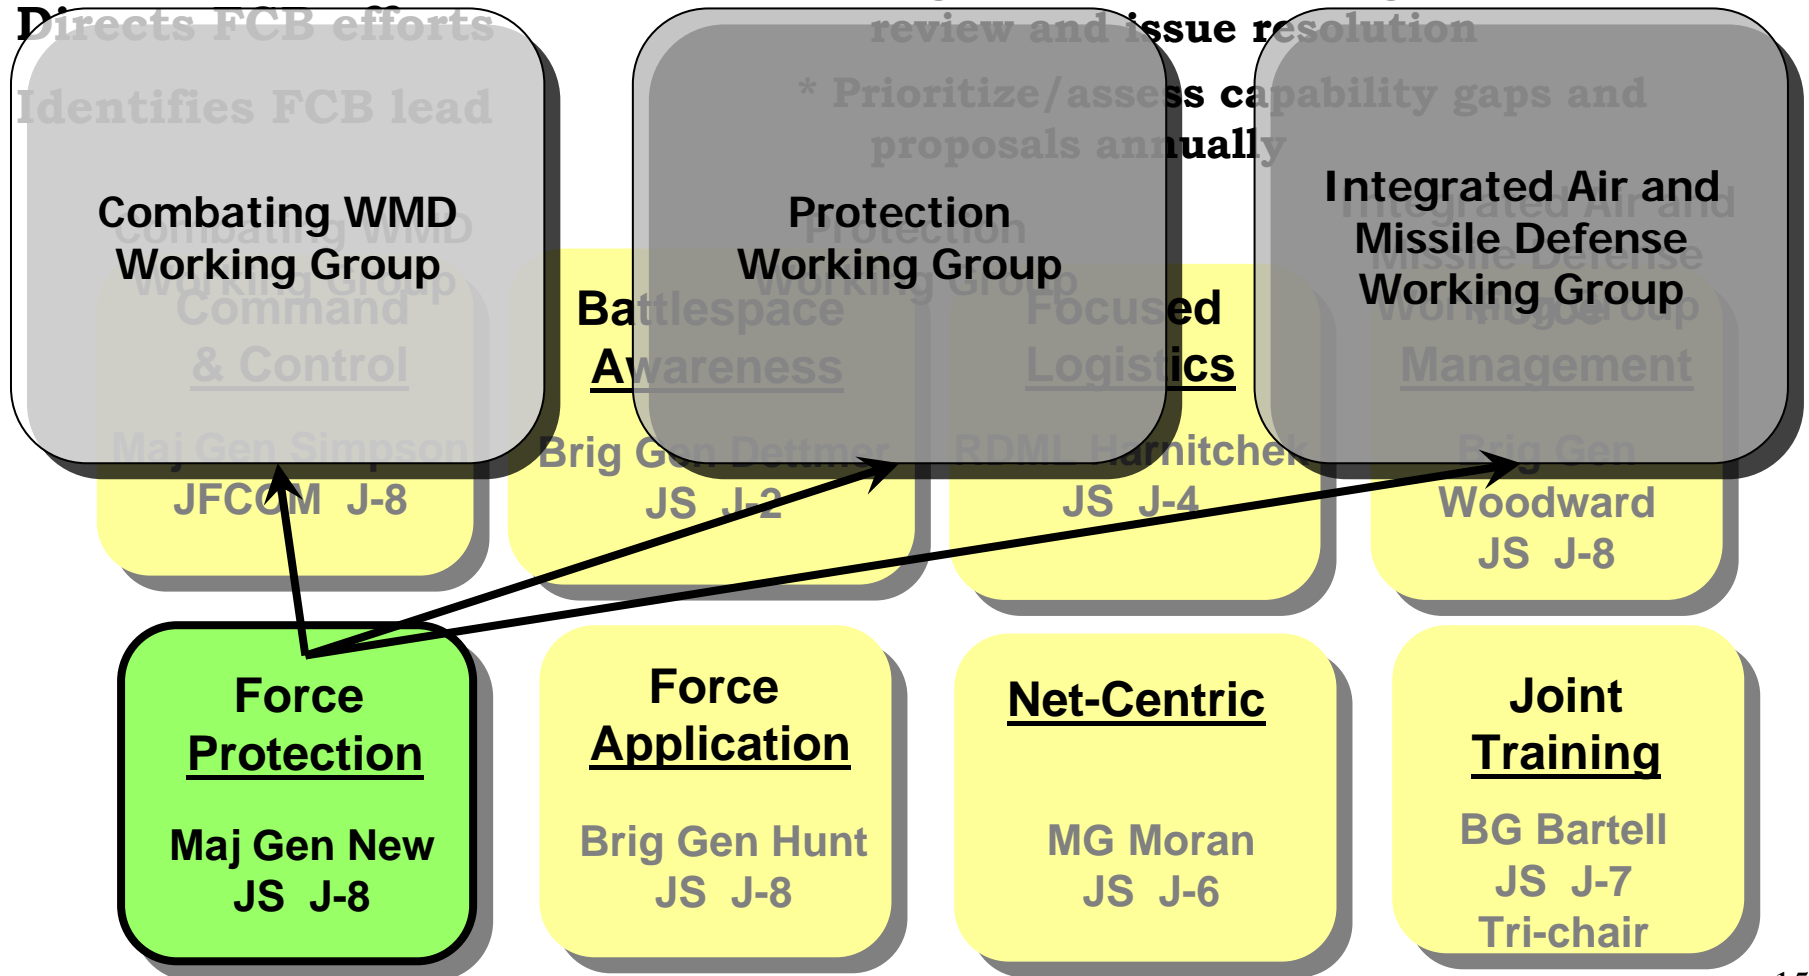 Directs FCB efforts
Identifies FCB lead
review and issue resolution
* Prioritize/assess capability gaps and
proposals annually
Combating WMD
Working Group
Protection
Working Group
Integrated Air and
Missile Defense
Working Group
Command
& Control
Maj Gen Simpson
JFCOM J-8
Battlespace
Awareness
Brig Gen Dettmer
JS J-2
Focused
Logistics
RDML Harnitchek
JS J-4
Force
Management
Brig Gen
Woodward
JS J-8
Force
Protection
Maj Gen New
JS J-8
Force
Application
Brig Gen Hunt
JS J-8
Net-Centric
MG Moran
JS J-6
Joint
Training
BG Bartell
JS J-7
Tri-chair